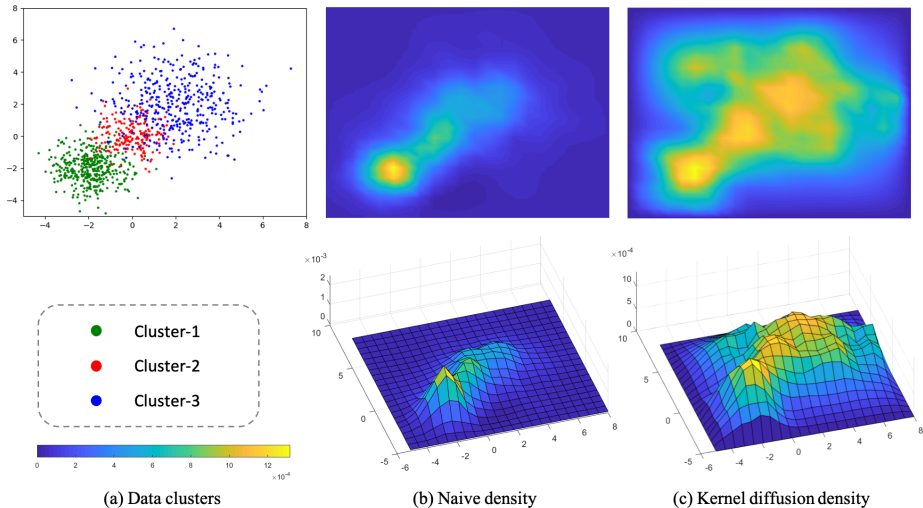 8
6
4
2
0
−2
−4
−4 −2 0 2 4 6 8
×10⁻³
2
1
0
10
5
0
-5
-6 -4 -2 0 2 4 6 8
×10⁻⁴
10
5
0
10
5
0
-5
-6 -4 -2 0 2 4 6 8
Cluster-1
Cluster-2
Cluster-3
0 2 4 6 8 10 12
×10⁻⁴
(a) Data clusters
(b) Naive density
(c) Kernel diffusion density